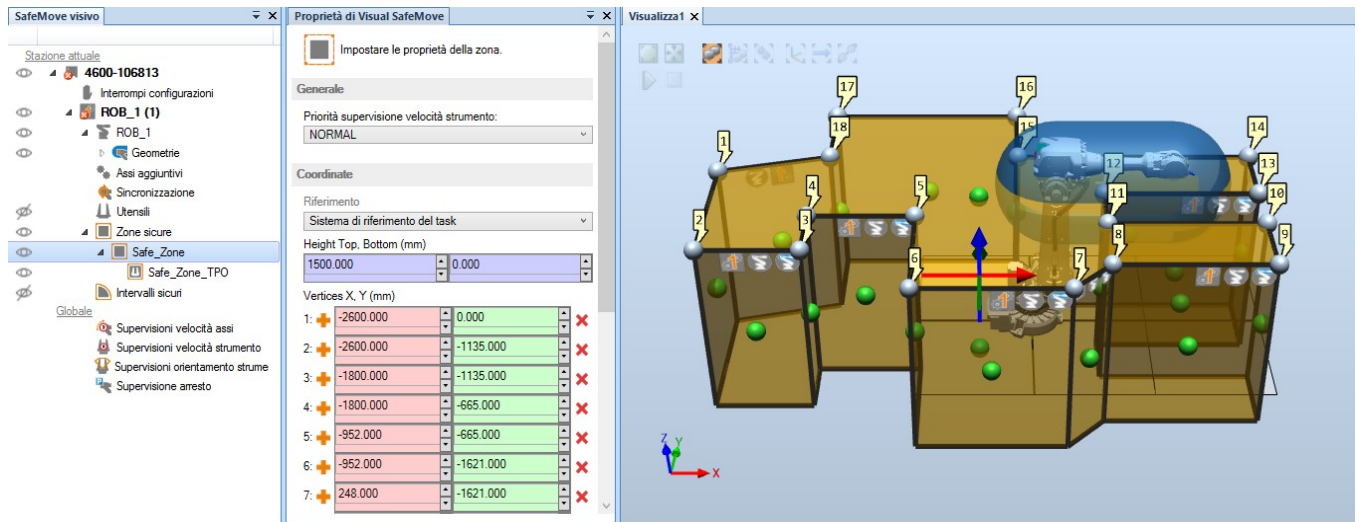 SafeMove visivo
Stazione attuale
4600-106813
Interrompi configurazioni
ROB_1 (1)
ROB_1
Geometrie
Assi aggiuntivi
Sincronizzazione
Utensili
Zone sicure
Safe_Zone
Safe_Zone_TPO
Intervalli sicuri
Globale
Supervisioni velocità assi
Supervisioni velocità strumento
Supervisioni orientamento strume
Supervisione arresto
Proprietà di Visual SafeMove
Impostare le proprietà della zona.
Generale
Priorità supervisione velocità strumento:
NORMAL
Coordinate
Riferimento
Sistema di riferimento del task
Height Top, Bottom (mm)
1500.000 0.000
Vertices X, Y (mm)
1: -2600.000 0.000
2: -2600.000 -1135.000
3: -1800.000 -1135.000
4: -1800.000 -665.000
5: -952.000 -665.000
6: -952.000 -1621.000
7: 248.000 -1621.000
Visualizza1
17
16
18
15
14
1
12
13
4
5
11
10
2
3
8
9
6
7
Z
Y
X